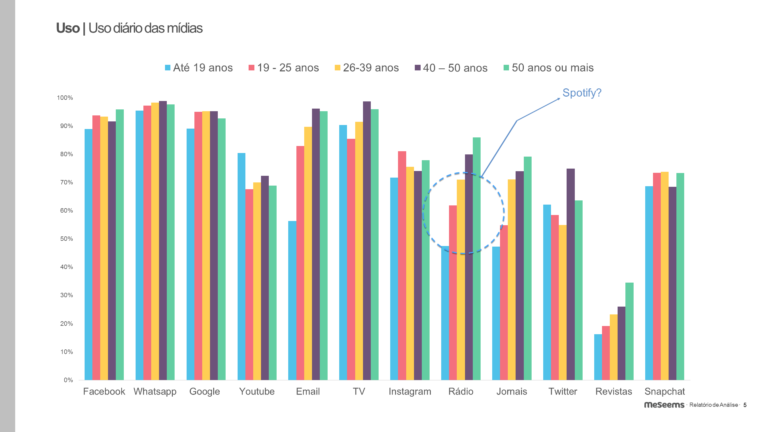 Uso | Uso diário das mídias
Até 19 anos 19 - 25 anos 26-39 anos 40 – 50 anos 50 anos ou mais
Spotify?
100%
90%
80%
70%
60%
50%
40%
30%
20%
10%
0%
Facebook Whatsapp Google Youtube Email TV Instagram Rádio Jornais Twitter Revistas Snapchat
meSeems · Relatório de Análise · 5